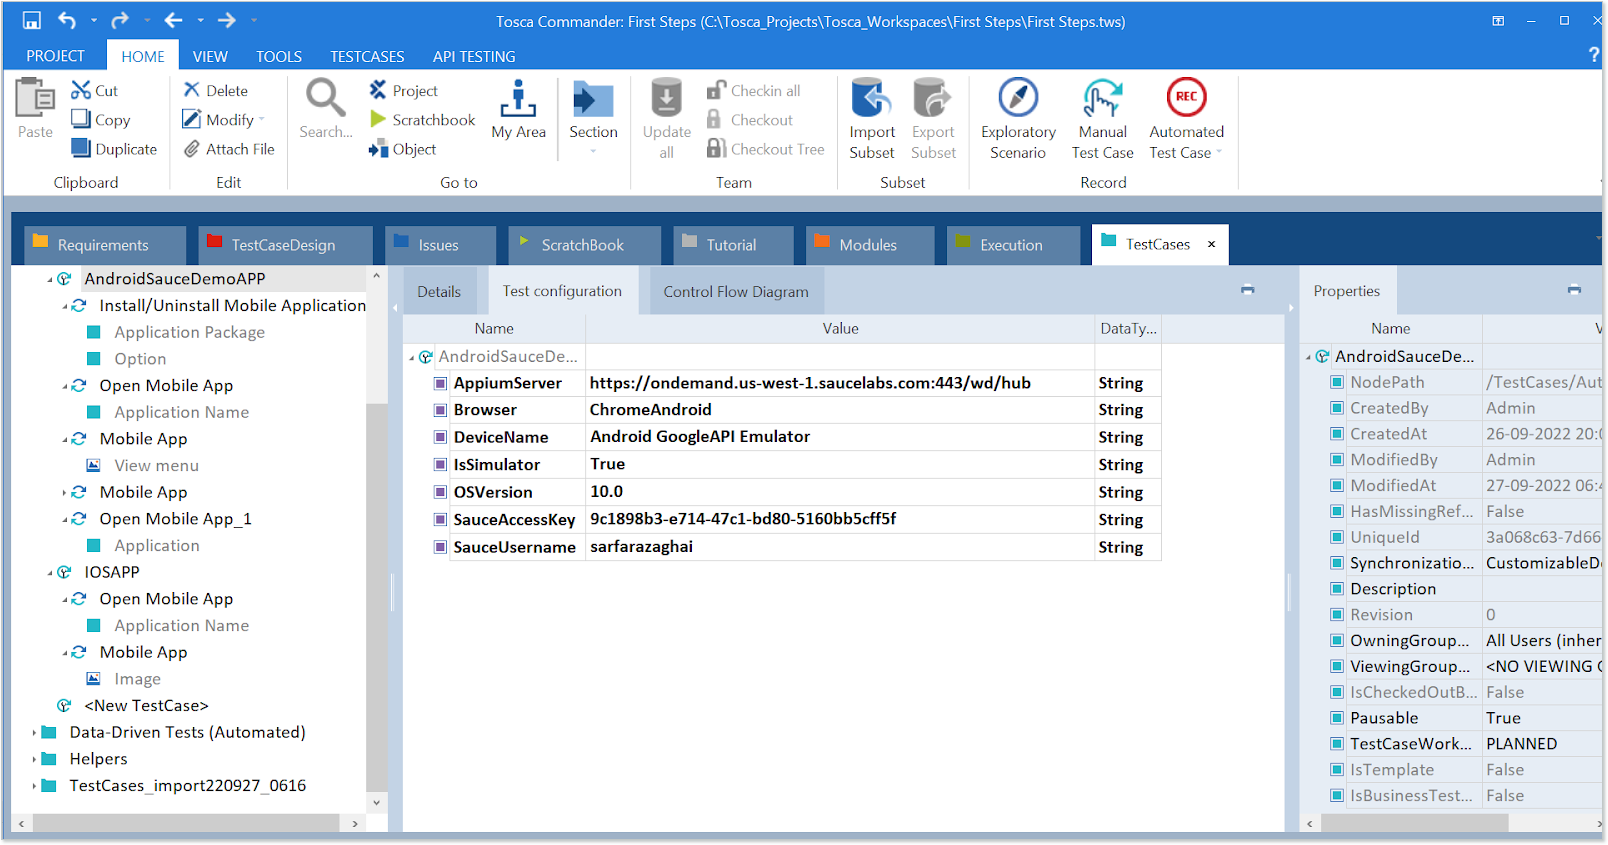 Tosca Commander: First Steps (C:\Tosca_Projects\Tosca_Workspaces\First Steps\First Steps.tws)
PROJECT HOME VIEW TOOLS TESTCASES API TESTING ?
Paste
Cut
Copy
Duplicate
Clipboard
Delete
Modify
Attach File
Edit
Search...
Project
Scratchbook
Object
My Area
Go to
Section
Update all
Checkin all
Checkout
Checkout Tree
Team
Import Subset
Export Subset
Subset
Exploratory Scenario
Manual Test Case
REC
Automated Test Case
Record
Requirements TestCaseDesign Issues ScratchBook Tutorial Modules Execution TestCases ×
AndroidSauceDemoAPP
Install/Uninstall Mobile Application
Application Package
Option
Open Mobile App
Application Name
Mobile App
View menu
Mobile App
Open Mobile App_1
Application
IOSAPP
Open Mobile App
Application Name
Mobile App
Image
<New TestCase>
Data-Driven Tests (Automated)
Helpers
TestCases_import220927_0616
Details Test configuration Control Flow Diagram
Name Value DataTy...
AndroidSauceDe...
AppiumServer https://ondemand.us-west-1.saucelabs.com:443/wd/hub String
Browser ChromeAndroid String
DeviceName Android GoogleAPI Emulator String
IsSimulator True String
OSVersion 10.0 String
SauceAccessKey 9c1898b3-e714-47c1-bd80-5160bb5cff5f String
SauceUsername sarfarazaghai String
Properties
Name V
AndroidSauceDe...
NodePath /TestCases/Aut
CreatedBy Admin
CreatedAt 26-09-2022 20:0
ModifiedBy Admin
ModifiedAt 27-09-2022 06:4
HasMissingRef... False
UniqueId 3a068c63-7d66
Synchronizatio... CustomizableD
Description
Revision 0
OwningGroup... All Users (inher
ViewingGroup... <NO VIEWING
IsCheckedOutB... False
Pausable True
TestCaseWork... PLANNED
IsTemplate False
IsBusinessTest... False